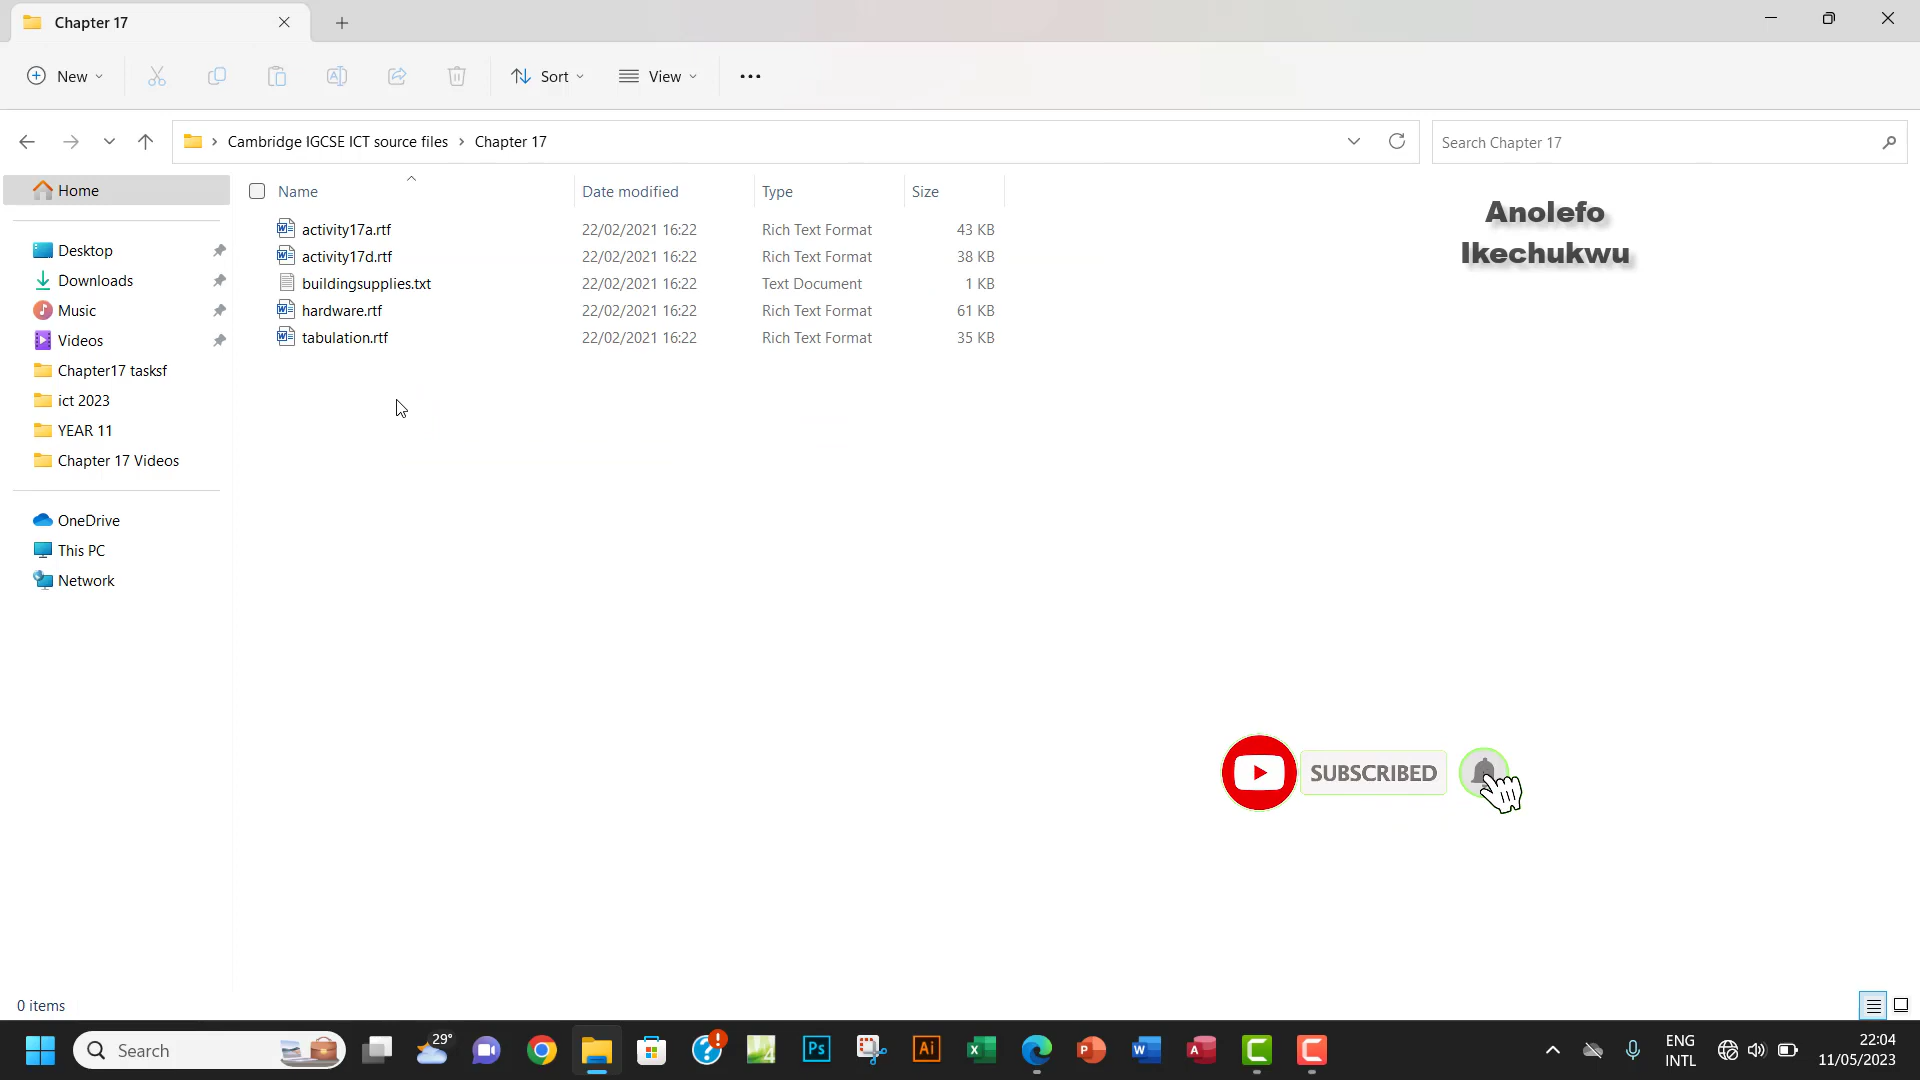 Chapter 17
New
Sort
View
Cambridge IGCSE ICT source files
Chapter 17
Search Chapter 17
Home
Desktop
Downloads
Music
Videos
Chapter17 tasksf
ict 2023
YEAR 11
Chapter 17 Videos
OneDrive
This PC
Network
Name Date modified Type Size
activity17a.rtf 22/02/2021 16:22 Rich Text Format 43 KB
activity17d.rtf 22/02/2021 16:22 Rich Text Format 38 KB
buildingsupplies.txt 22/02/2021 16:22 Text Document 1 KB
hardware.rtf 22/02/2021 16:22 Rich Text Format 61 KB
tabulation.rtf 22/02/2021 16:22 Rich Text Format 35 KB
Anolefo
Ikechukwu
SUBSCRIBED
0 items
Search
29°
4
Ps
Ai
X
P
W
A
C
C
ENG
INTL
22:04
11/05/2023